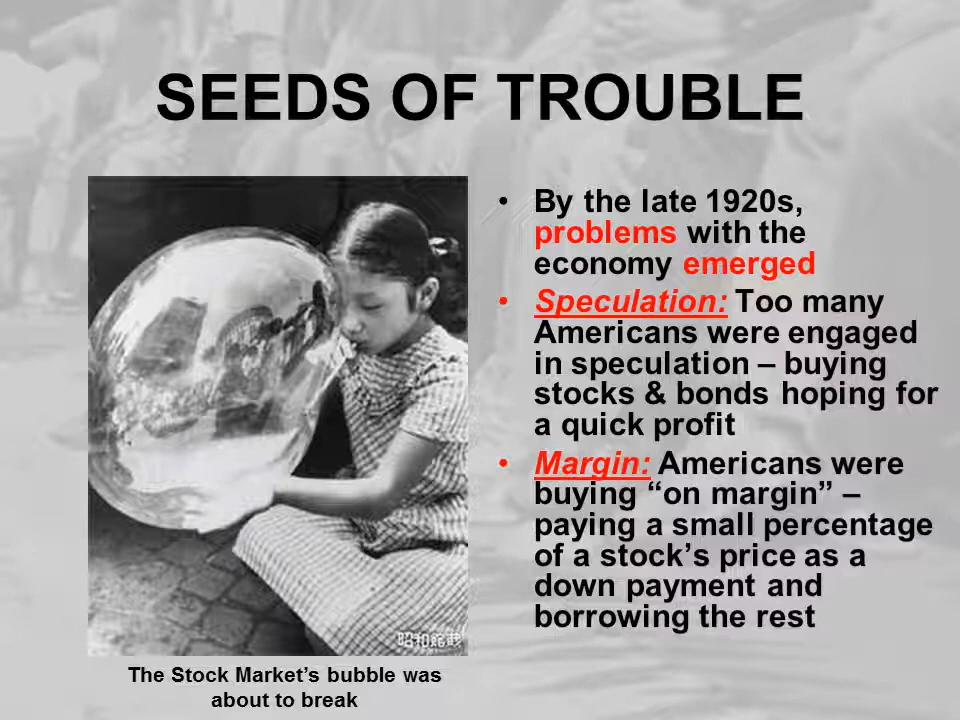 SEEDS OF TROUBLE
• By the late 1920s,
problems with the
economy emerged
• Speculation: Too many
Americans were engaged
in speculation – buying
stocks & bonds hoping for
a quick profit
• Margin: Americans were
buying “on margin” –
paying a small percentage
of a stock’s price as a
down payment and
borrowing the rest
昭和館蔵
The Stock Market’s bubble was
about to break